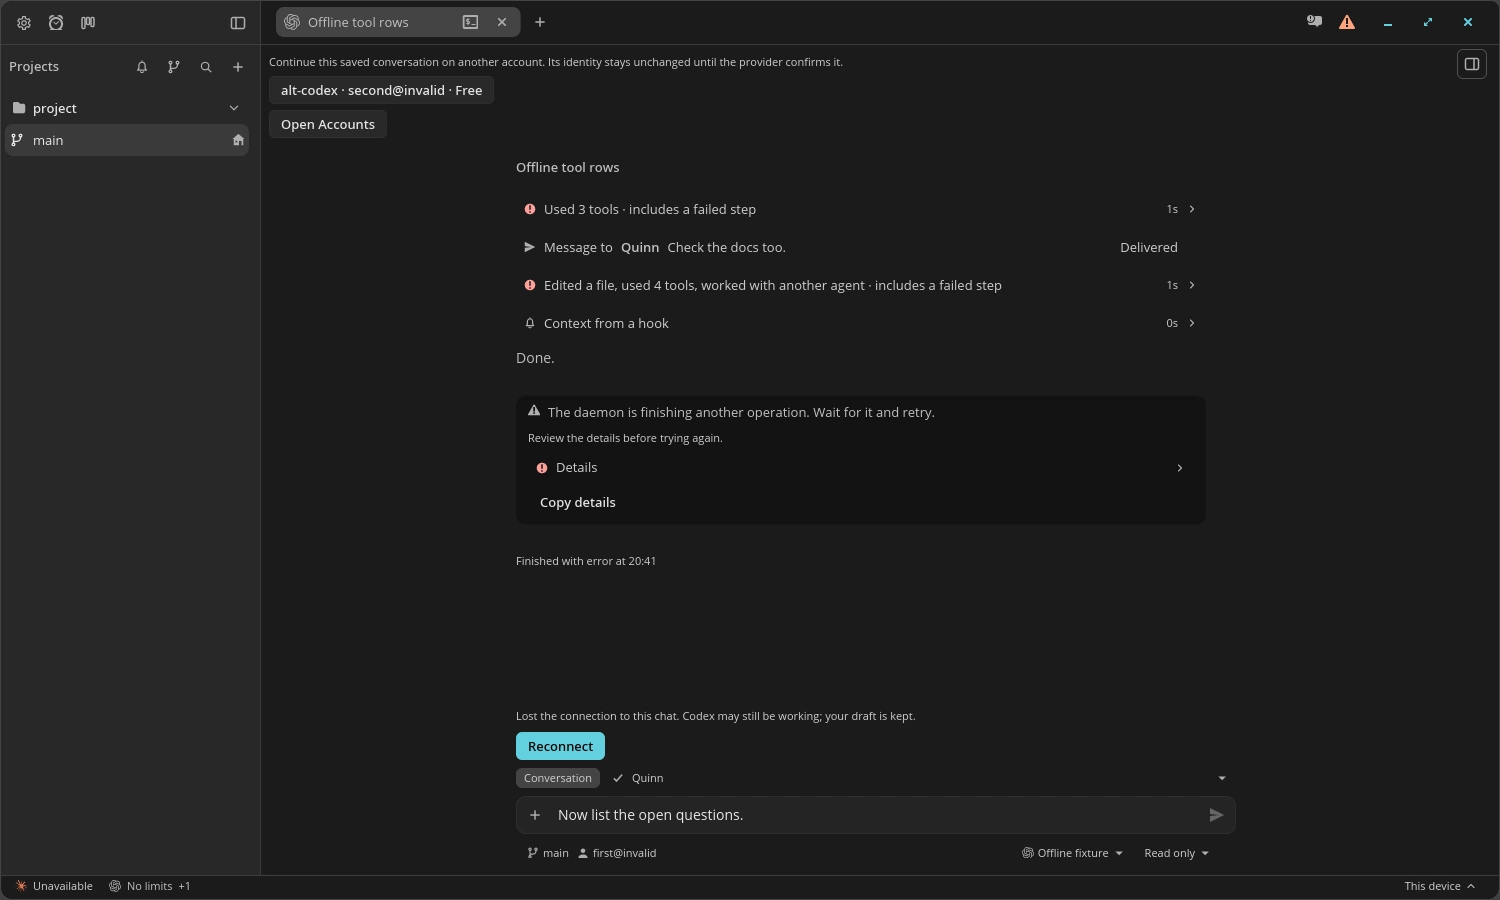 Offline tool rows
Projects
Continue this saved conversation on another account. Its identity stays unchanged until the provider confirms it.
alt-codex · second@invalid · Free
project
Open Accounts
main
Offline tool rows
Used 3 tools · includes a failed step 1s
Message to Quinn Check the docs too. Delivered
Edited a file, used 4 tools, worked with another agent · includes a failed step 1s
Context from a hook 0s
Done.
The daemon is finishing another operation. Wait for it and retry.
Review the details before trying again.
Details
Copy details
Finished with error at 20:41
Lost the connection to this chat. Codex may still be working; your draft is kept.
Reconnect
Conversation Quinn
Now list the open questions.
main first@invalid Offline fixture Read only
Unavailable No limits +1 This device